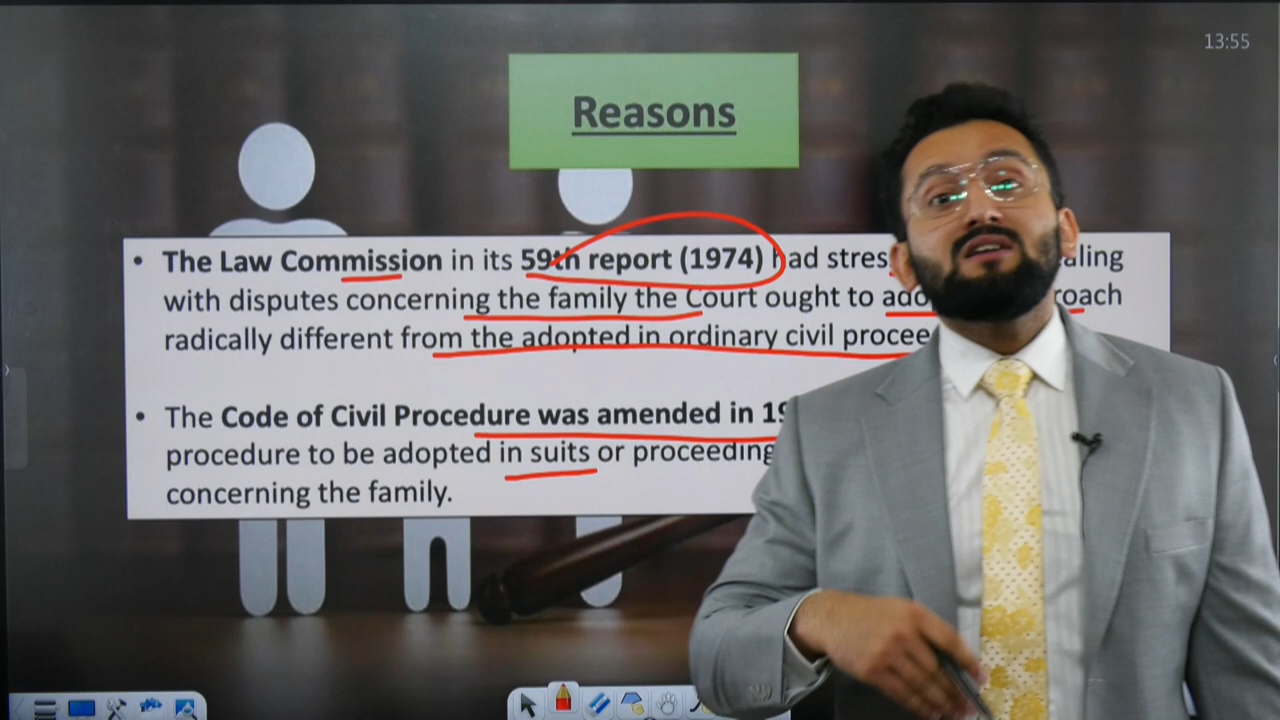 13:55
Reasons
• The Law Commission in its 59th report (1974) had
with disputes concerning the family the Court ought to
radically different from the adopted in ordinary civil
• The Code of Civil Procedure was amended in
procedure to be adopted in suits or
concerning the family.